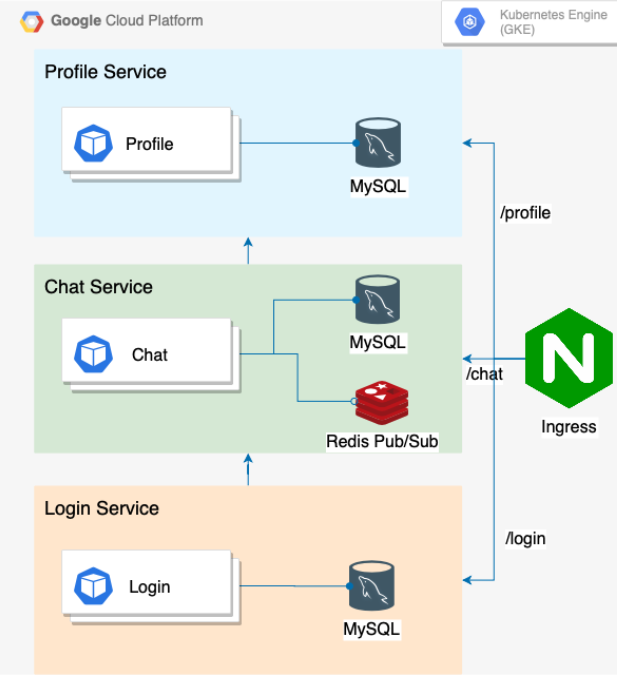 Google Cloud Platform
Kubernetes Engine
(GKE)
Profile Service
Profile
MySQL
/profile
Chat Service
Chat
MySQL
/chat
Redis Pub/Sub
N
Ingress
Login Service
/login
Login
MySQL